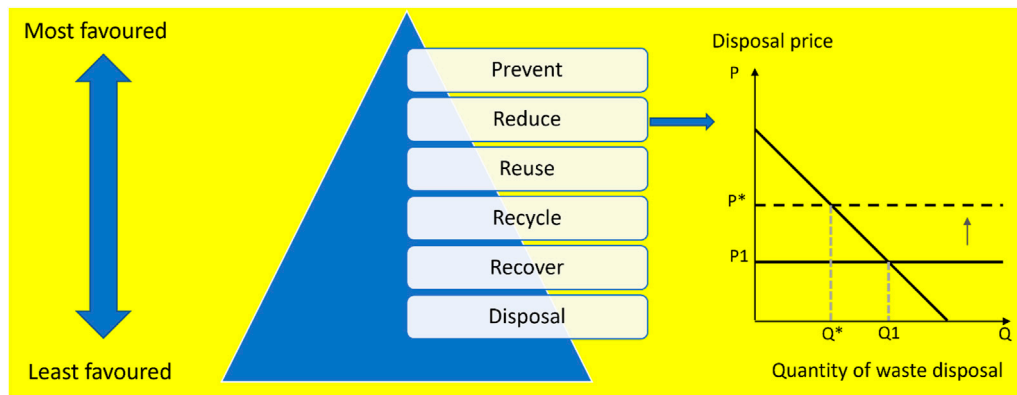 Most favoured
Least favoured
Prevent
Reduce
Reuse
Recycle
Recover
Disposal
Disposal price
P
P*
P1
Q*
Q1
Q
Quantity of waste disposal